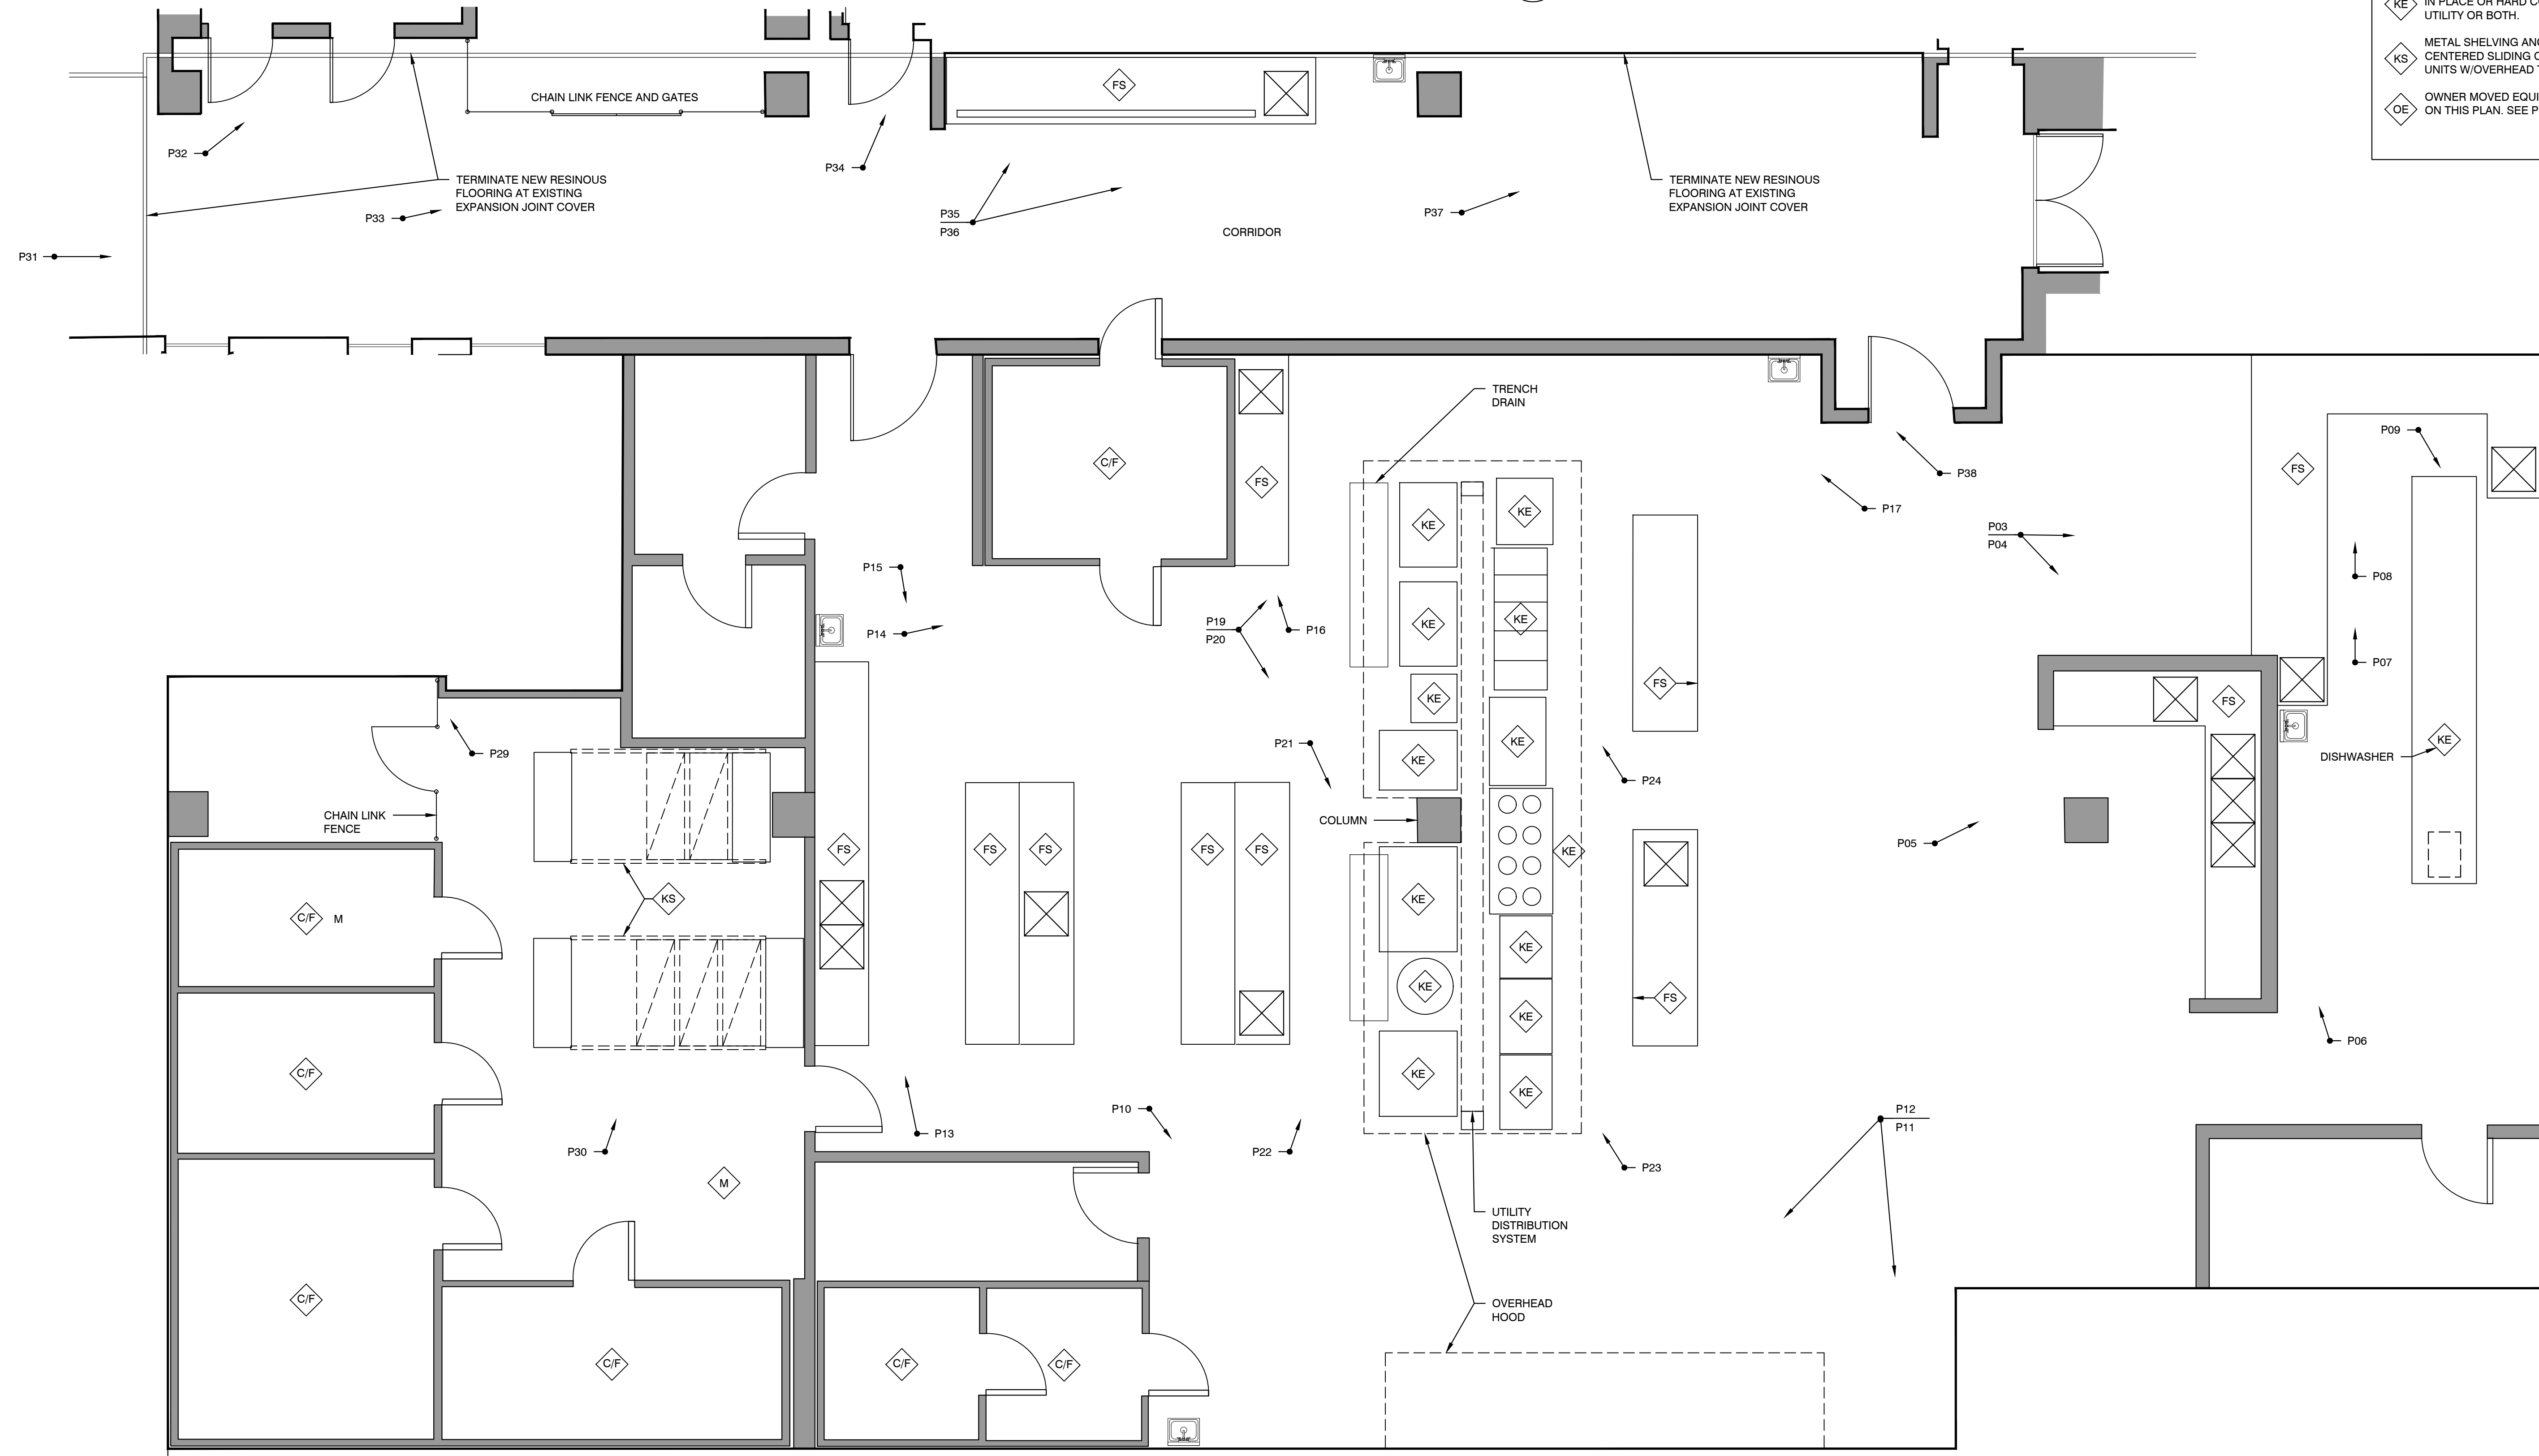 KE
IN PLACE OR HARD CO
UTILITY OR BOTH.
KS
METAL SHELVING AN
CENTERED SLIDING
UNITS W/OVERHEAD
OE
OWNER MOVED EQUI
ON THIS PLAN. SEE P
CHAIN LINK FENCE AND GATES
FS
P32
P34
TERMINATE NEW RESINOUS
FLOORING AT EXISTING
EXPANSION JOINT COVER
TERMINATE NEW RESINOUS
FLOORING AT EXISTING
EXPANSION JOINT COVER
P33
P35
P36
P37
CORRIDOR
P31
TRENCH
DRAIN
P09
C/F
FS
FS
P38
P17
KE
KE
P03
P04
P15
P08
P14
P19
P20
P16
KE
KE
P07
FS
KE
FS
P29
P21
KE
KE
KE
DISHWASHER
P24
CHAIN LINK
FENCE
COLUMN
FS
FS
FS
FS
FS
KE
P05
KS
KE
C/F
M
KE
KE
FS
KE
P06
C/F
KE
KE
P10
P12
P11
P13
P30
P22
P23
M
UTILITY
DISTRIBUTION
SYSTEM
C/F
OVERHEAD
HOOD
C/F
C/F
C/F